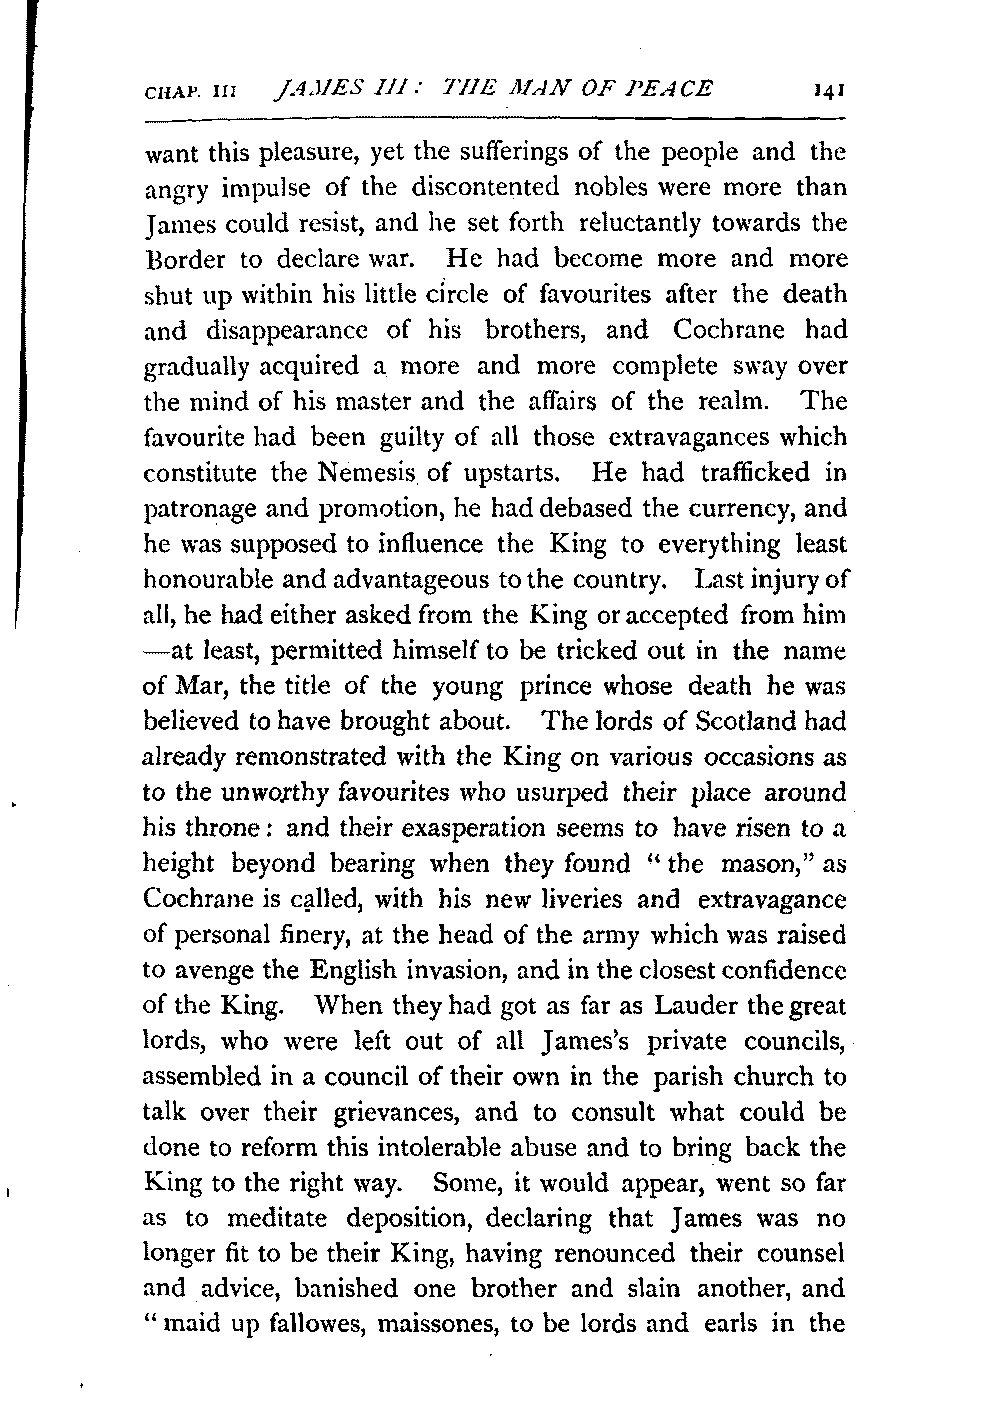 CHAP. III JAMES III: THE MAN OF PEACE 141
want this pleasure, yet the sufferings of the people and the
angry impulse of the discontented nobles were more than
James could resist, and he set forth reluctantly towards the
Border to declare war. He had become more and more
shut up within his little circle of favourites after the death
and disappearance of his brothers, and Cochrane had
gradually acquired a more and more complete sway over
the mind of his master and the affairs of the realm. The
favourite had been guilty of all those extravagances which
constitute the Nemesis of upstarts. He had trafficked in
patronage and promotion, he had debased the currency, and
he was supposed to influence the King to everything least
honourable and advantageous to the country. Last injury of
all, he had either asked from the King or accepted from him
—at least, permitted himself to be tricked out in the name
of Mar, the title of the young prince whose death he was
believed to have brought about. The lords of Scotland had
already remonstrated with the King on various occasions as
to the unworthy favourites who usurped their place around
his throne: and their exasperation seems to have risen to a
height beyond bearing when they found "the mason," as
Cochrane is called, with his new liveries and extravagance
of personal finery, at the head of the army which was raised
to avenge the English invasion, and in the closest confidence
of the King. When they had got as far as Lauder the great
lords, who were left out of all James's private councils,
assembled in a council of their own in the parish church to
talk over their grievances, and to consult what could be
done to reform this intolerable abuse and to bring back the
King to the right way. Some, it would appear, went so far
as to meditate deposition, declaring that James was no
longer fit to be their King, having renounced their counsel
and advice, banished one brother and slain another, and
"maid up fallowes, maissones, to be lords and earls in the